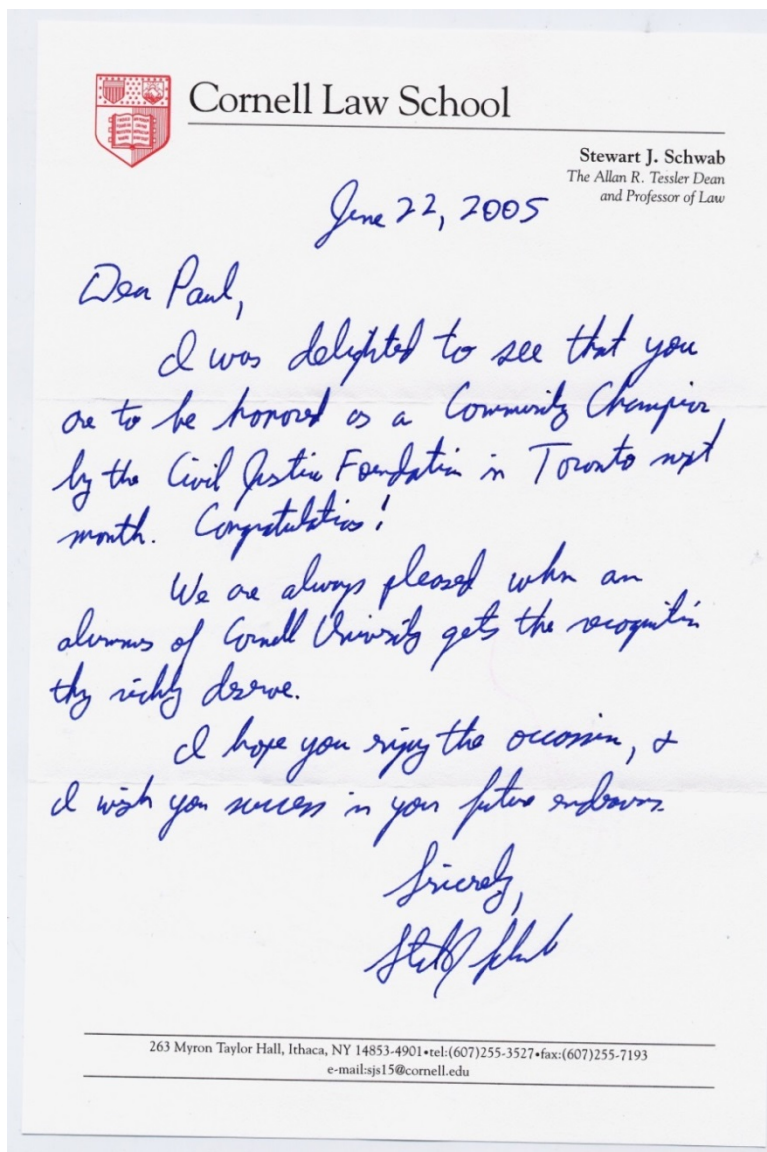 Cornell Law School
Stewart J. Schwab
The Allan R. Tessler Dean
and Professor of Law
June 22, 2005
Dear Paul,
I was delighted to see that you
are to be honored as a Community Champion
by the Civil Justice Foundation in Toronto next
month. Congratulations!
We are always pleased when an
alumnus of Cornell University gets the recognition
they richly deserve.
I hope you enjoy the occasion, &
I wish you success in your future endeavors.
Sincerely,
Stewart J Schwab
263 Myron Taylor Hall, Ithaca, NY 14853-4901•tel:(607)255-3527•fax:(607)255-7193
e-mail:sjs15@cornell.edu